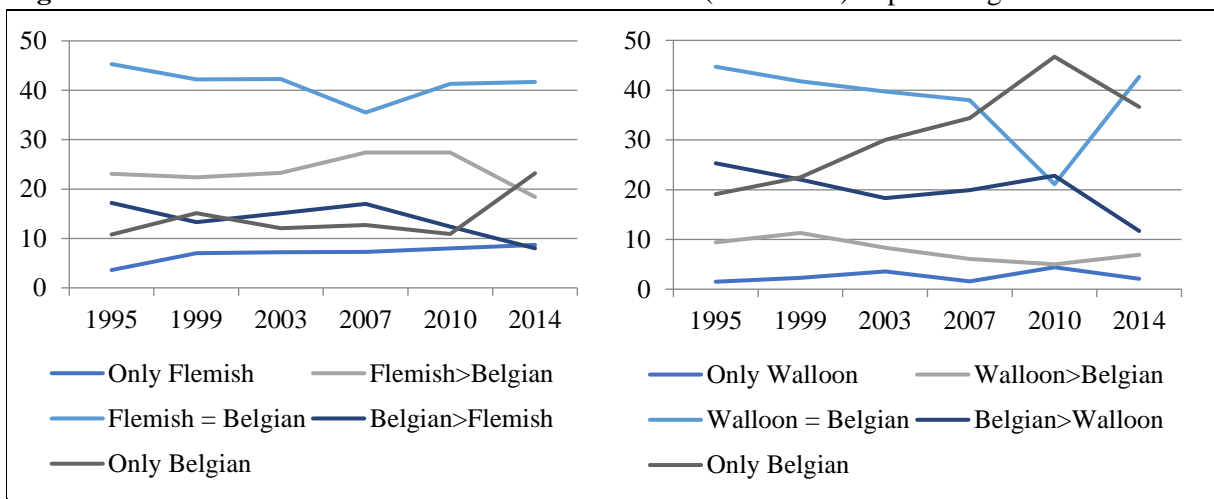 50
40
30
20
10
0
1995 1999 2003 2007 2010 2014
Only Flemish Flemish>Belgian
Flemish = Belgian Belgian>Flemish
Only Belgian
50
40
30
20
10
0
1995 1999 2003 2007 2010 2014
Only Walloon Walloon>Belgian
Walloon = Belgian Belgian>Walloon
Only Belgian